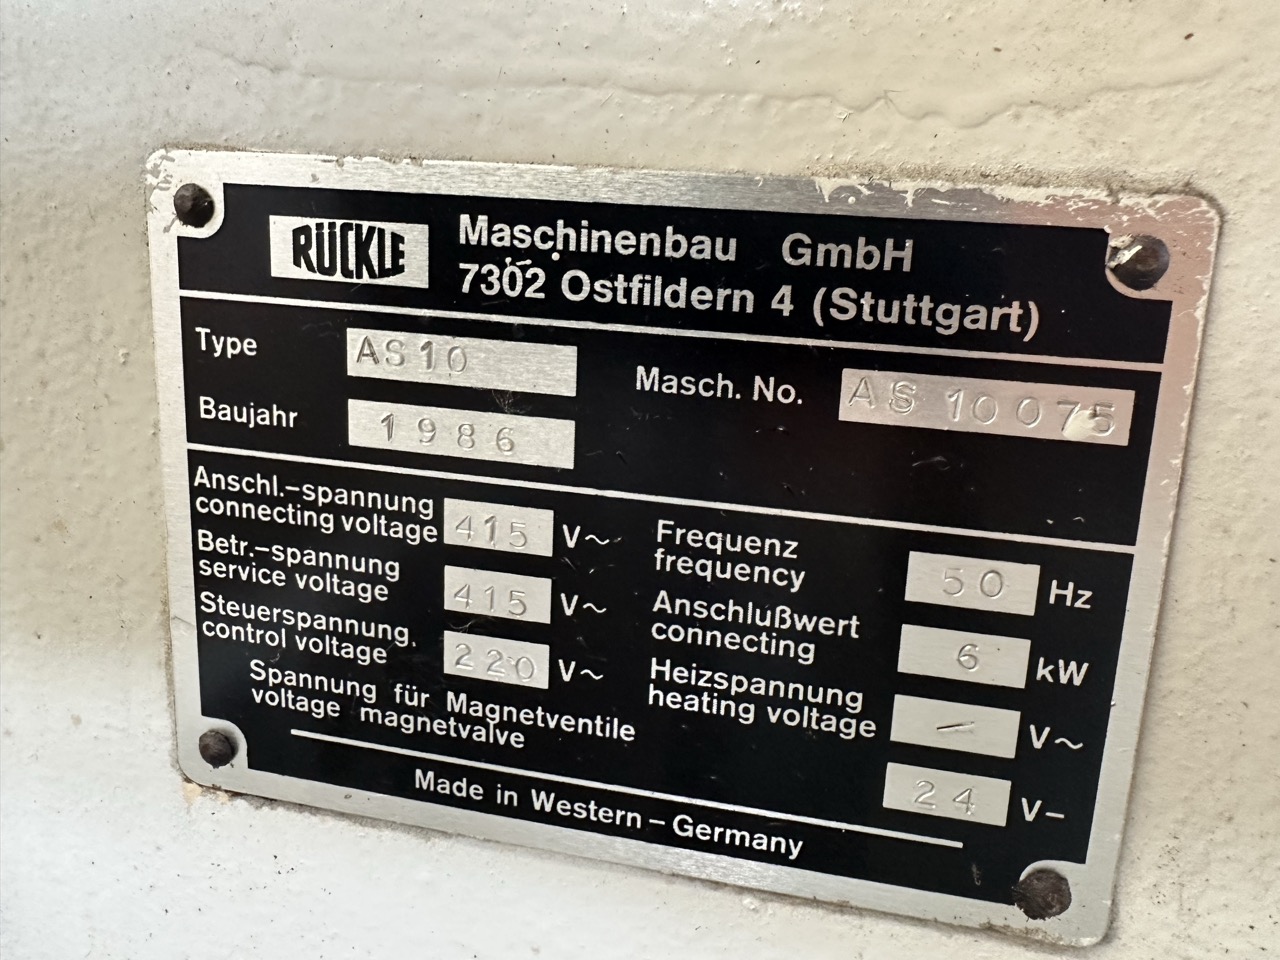 RÜCKLE Maschinenbau GmbH
7302 Ostfildern 4 (Stuttgart)
Type AS10
Masch. No. AS 10075
Baujahr 1986
Anschl.-spannung
connecting voltage 415 V~
Betr.-spannung
service voltage 415 V~
Steuerspannung.
control voltage 220 V~
Frequenz
frequency 50 Hz
Anschlußwert
connecting 6 kW
Heizspannung
heating voltage – V~
Spannung für Magnetventile
voltage magnetvalve 24 V–
Made in Western – Germany